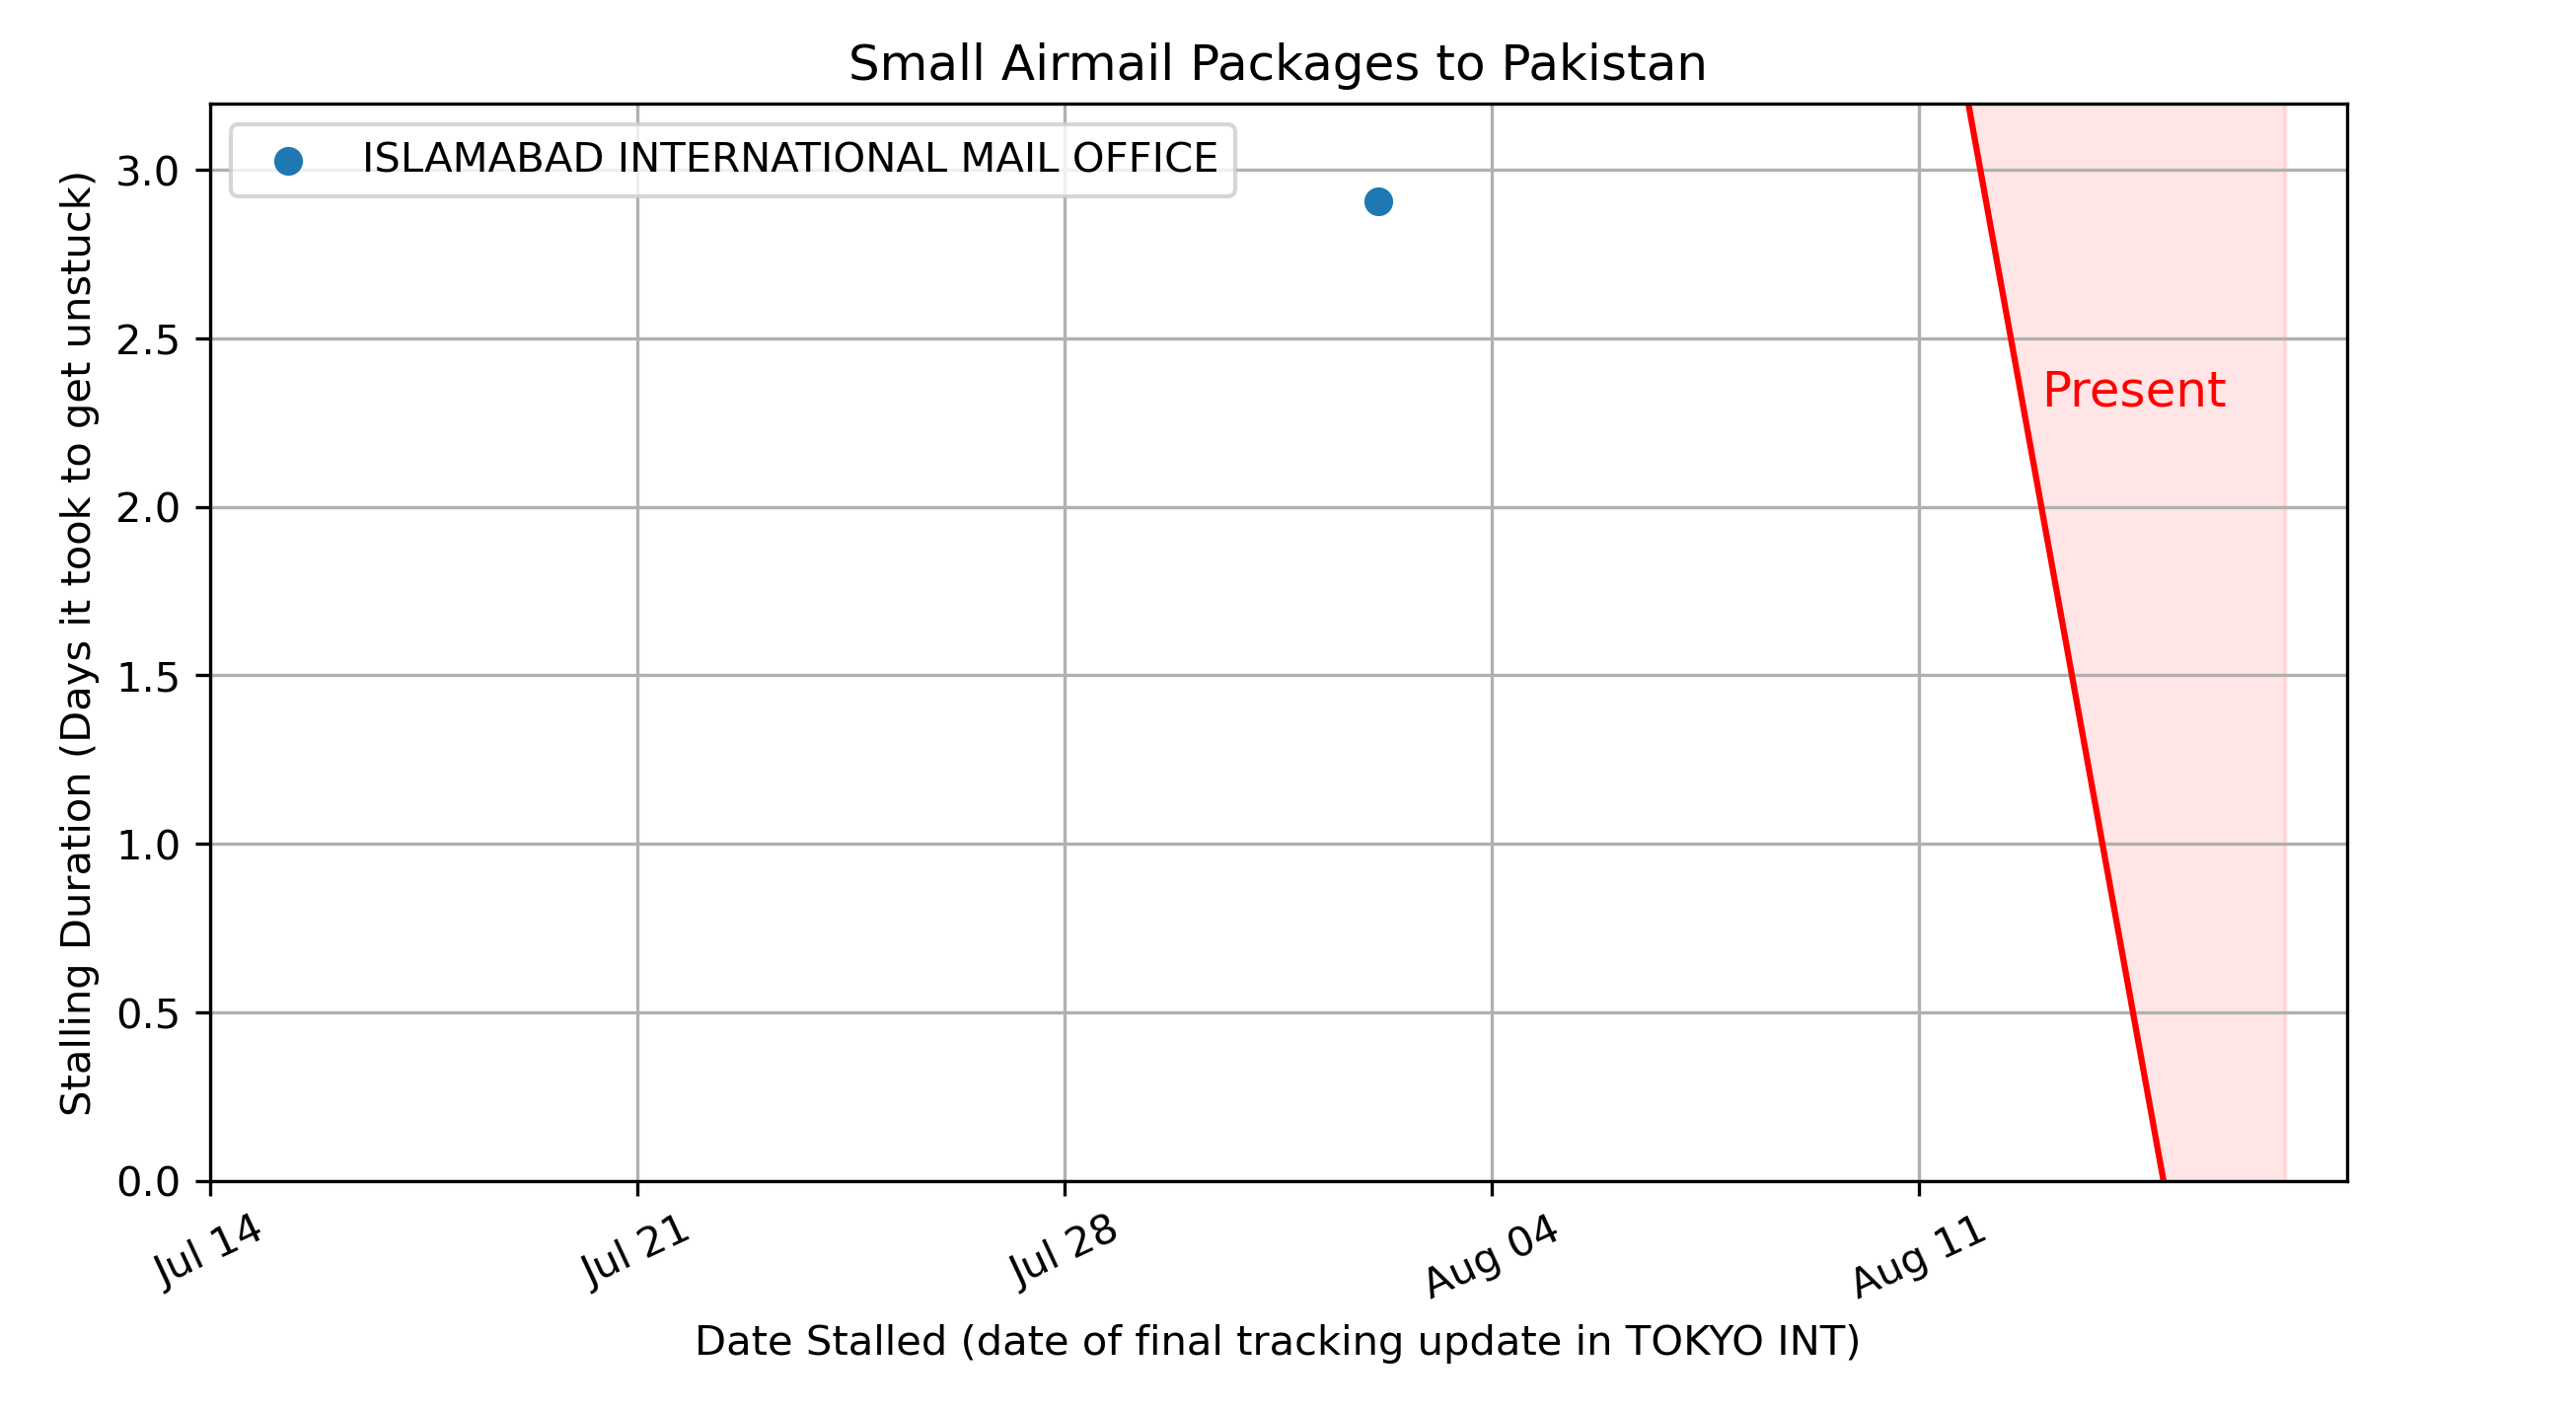 Small Airmail Packages to Pakistan
ISLAMABAD INTERNATIONAL MAIL OFFICE
Present
Stalling Duration (Days it took to get unstuck)
3.0
2.5
2.0
1.5
1.0
0.5
0.0
Jul 14
Jul 21
Jul 28
Aug 04
Aug 11
Date Stalled (date of final tracking update in TOKYO INT)